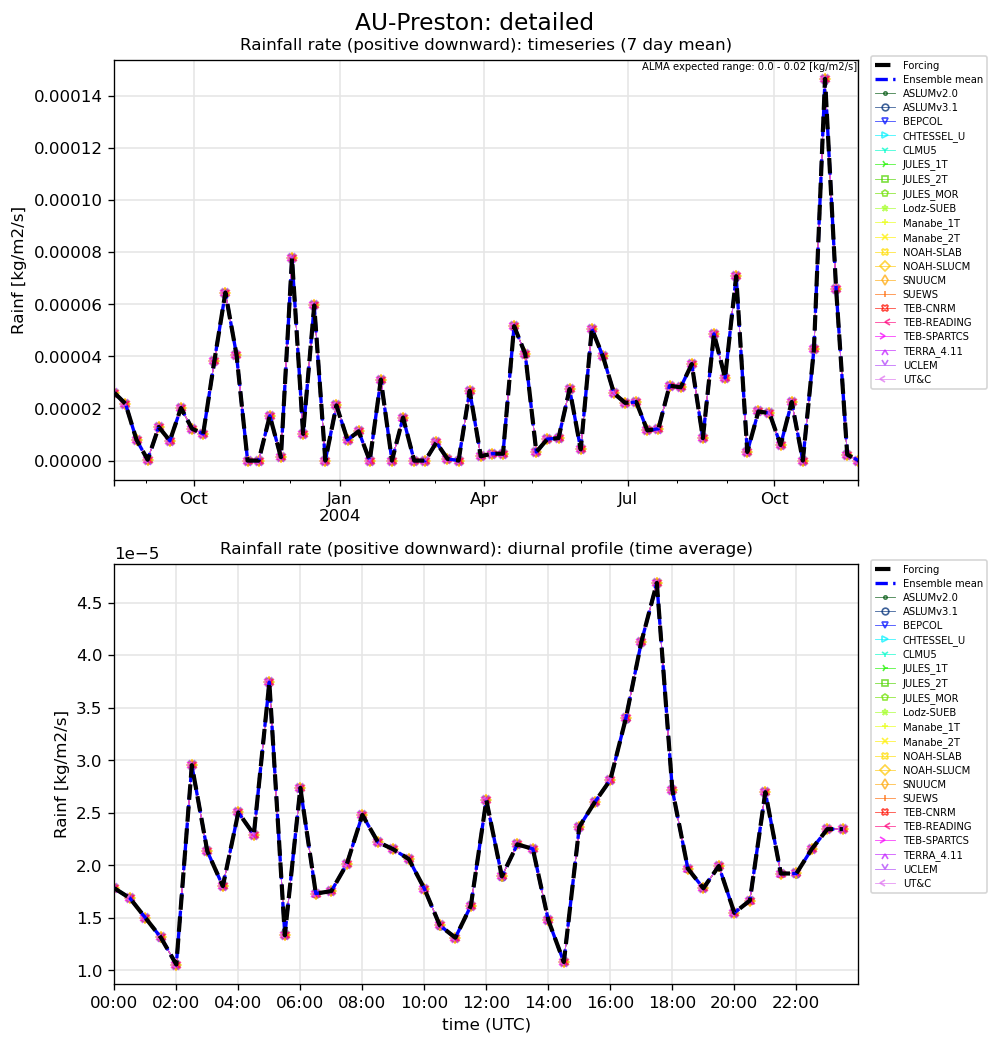 AU-Preston: detailed
Rainfall rate (positive downward): timeseries (7 day mean)
ALMA expected range: 0.0 - 0.02 [kg/m2/s]
Rainf [kg/m2/s]
0.00014
0.00012
0.00010
0.00008
0.00006
0.00004
0.00002
0.00000
Oct
Jan
2004
Apr
Jul
Oct
Forcing
Ensemble mean
ASLUMv2.0
ASLUMv3.1
BEPCOL
CHTESSEL_U
CLMU5
JULES_1T
JULES_2T
JULES_MOR
Lodz-SUEB
Manabe_1T
Manabe_2T
NOAH-SLAB
NOAH-SLUCM
SNUUCM
SUEWS
TEB-CNRM
TEB-READING
TEB-SPARTCS
TERRA_4.11
UCLEM
UT&C
1e−5
Rainfall rate (positive downward): diurnal profile (time average)
Rainf [kg/m2/s]
4.5
4.0
3.5
3.0
2.5
2.0
1.5
1.0
00:00
02:00
04:00
06:00
08:00
10:00
12:00
14:00
16:00
18:00
20:00
22:00
time (UTC)
Forcing
Ensemble mean
ASLUMv2.0
ASLUMv3.1
BEPCOL
CHTESSEL_U
CLMU5
JULES_1T
JULES_2T
JULES_MOR
Lodz-SUEB
Manabe_1T
Manabe_2T
NOAH-SLAB
NOAH-SLUCM
SNUUCM
SUEWS
TEB-CNRM
TEB-READING
TEB-SPARTCS
TERRA_4.11
UCLEM
UT&C